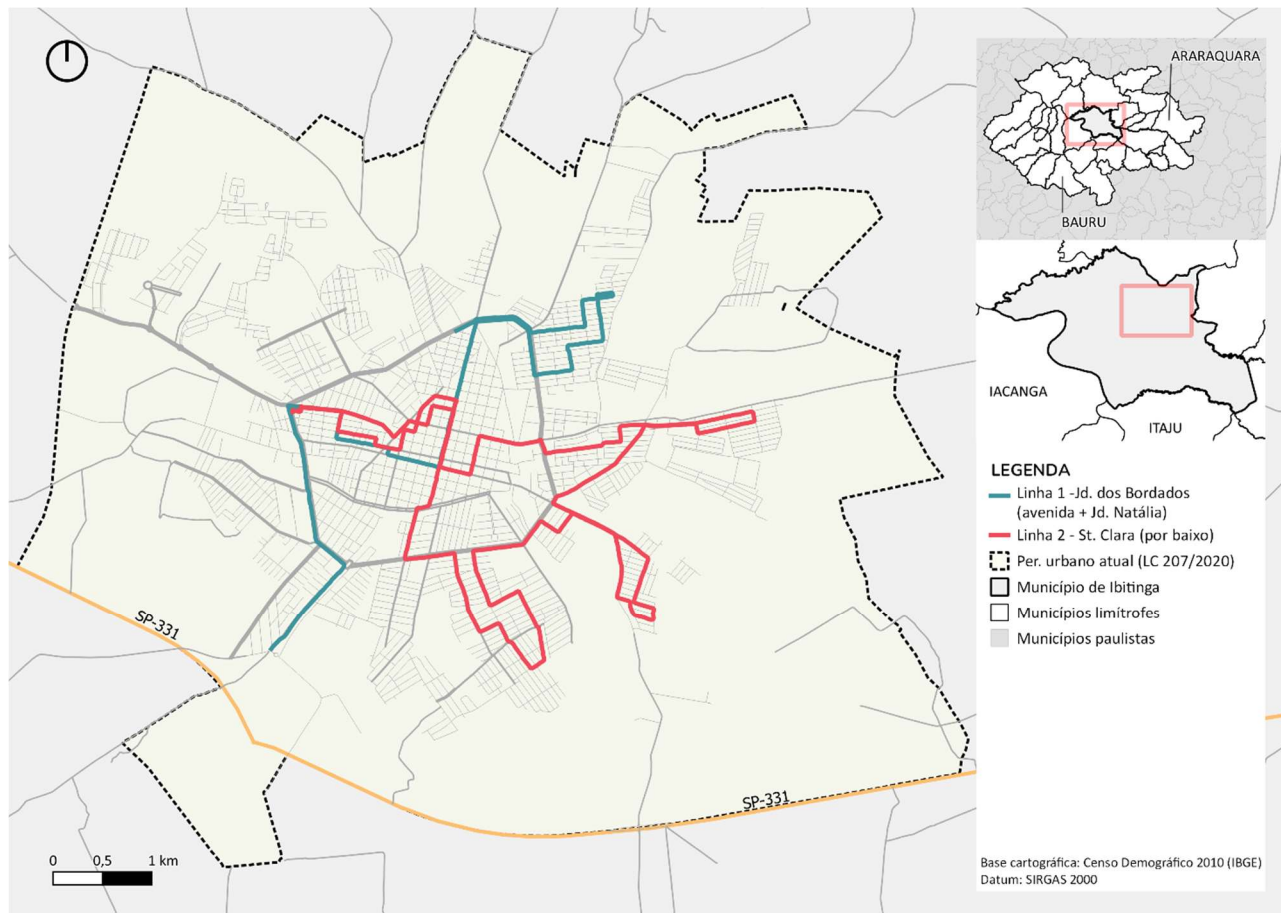 ARARAQUARA
BAURU
IACANGA
ITAJU
LEGENDA
Linha 1 -Jd. dos Bordados
(avenida + Jd. Natália)
Linha 2 - St. Clara (por baixo)
Per. urbano atual (LC 207/2020)
Município de Ibitinga
Municípios limítrofes
Municípios paulistas
SP-331
SP-331
0 0,5 1 km
Base cartográfica: Censo Demográfico 2010 (IBGE)
Datum: SIRGAS 2000